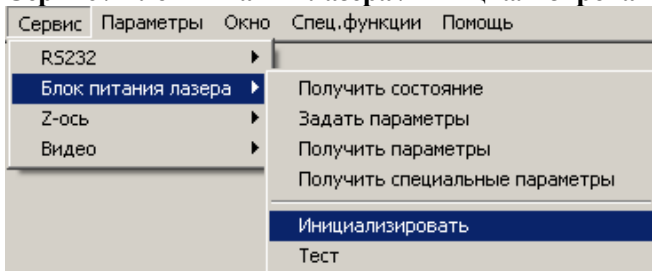 Сервис Параметры Окно Спец.функции Помощь
RS232
Блок питания лазера
Z-ось
Видео
Получить состояние
Задать параметры
Получить параметры
Получить специальные параметры
Инициализировать
Тест